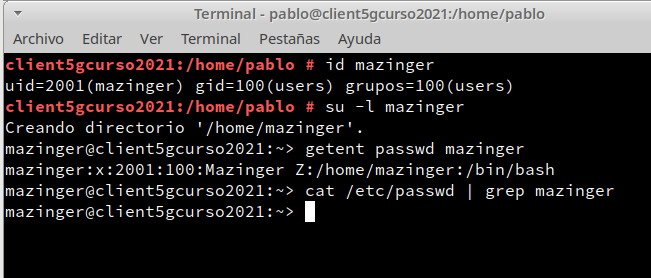 Terminal - pablo@client5gcurso2021:/home/pablo
Archivo Editar Ver Terminal Pestañas Ayuda
client5gcurso2021:/home/pablo # id mazinger
uid=2001(mazinger) gid=100(users) grupos=100(users)
client5gcurso2021:/home/pablo # su -l mazinger
Creando directorio '/home/mazinger'.
mazinger@client5gcurso2021:~> getent passwd mazinger
mazinger:x:2001:100:Mazinger Z:/home/mazinger:/bin/bash
mazinger@client5gcurso2021:~> cat /etc/passwd | grep mazinger
mazinger@client5gcurso2021:~>